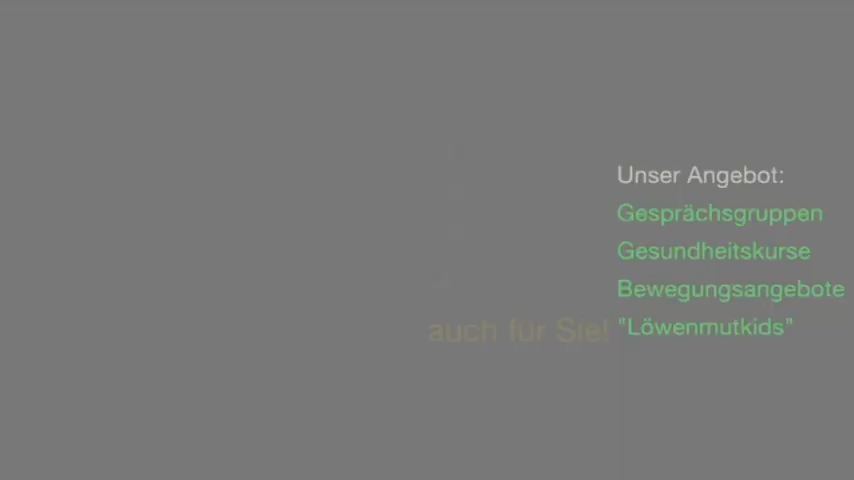 Unser Angebot:
Gesprächsgruppen
Gesundheitskurse
Bewegungsangebote
"Löwenmutkids"
auch für Sie!